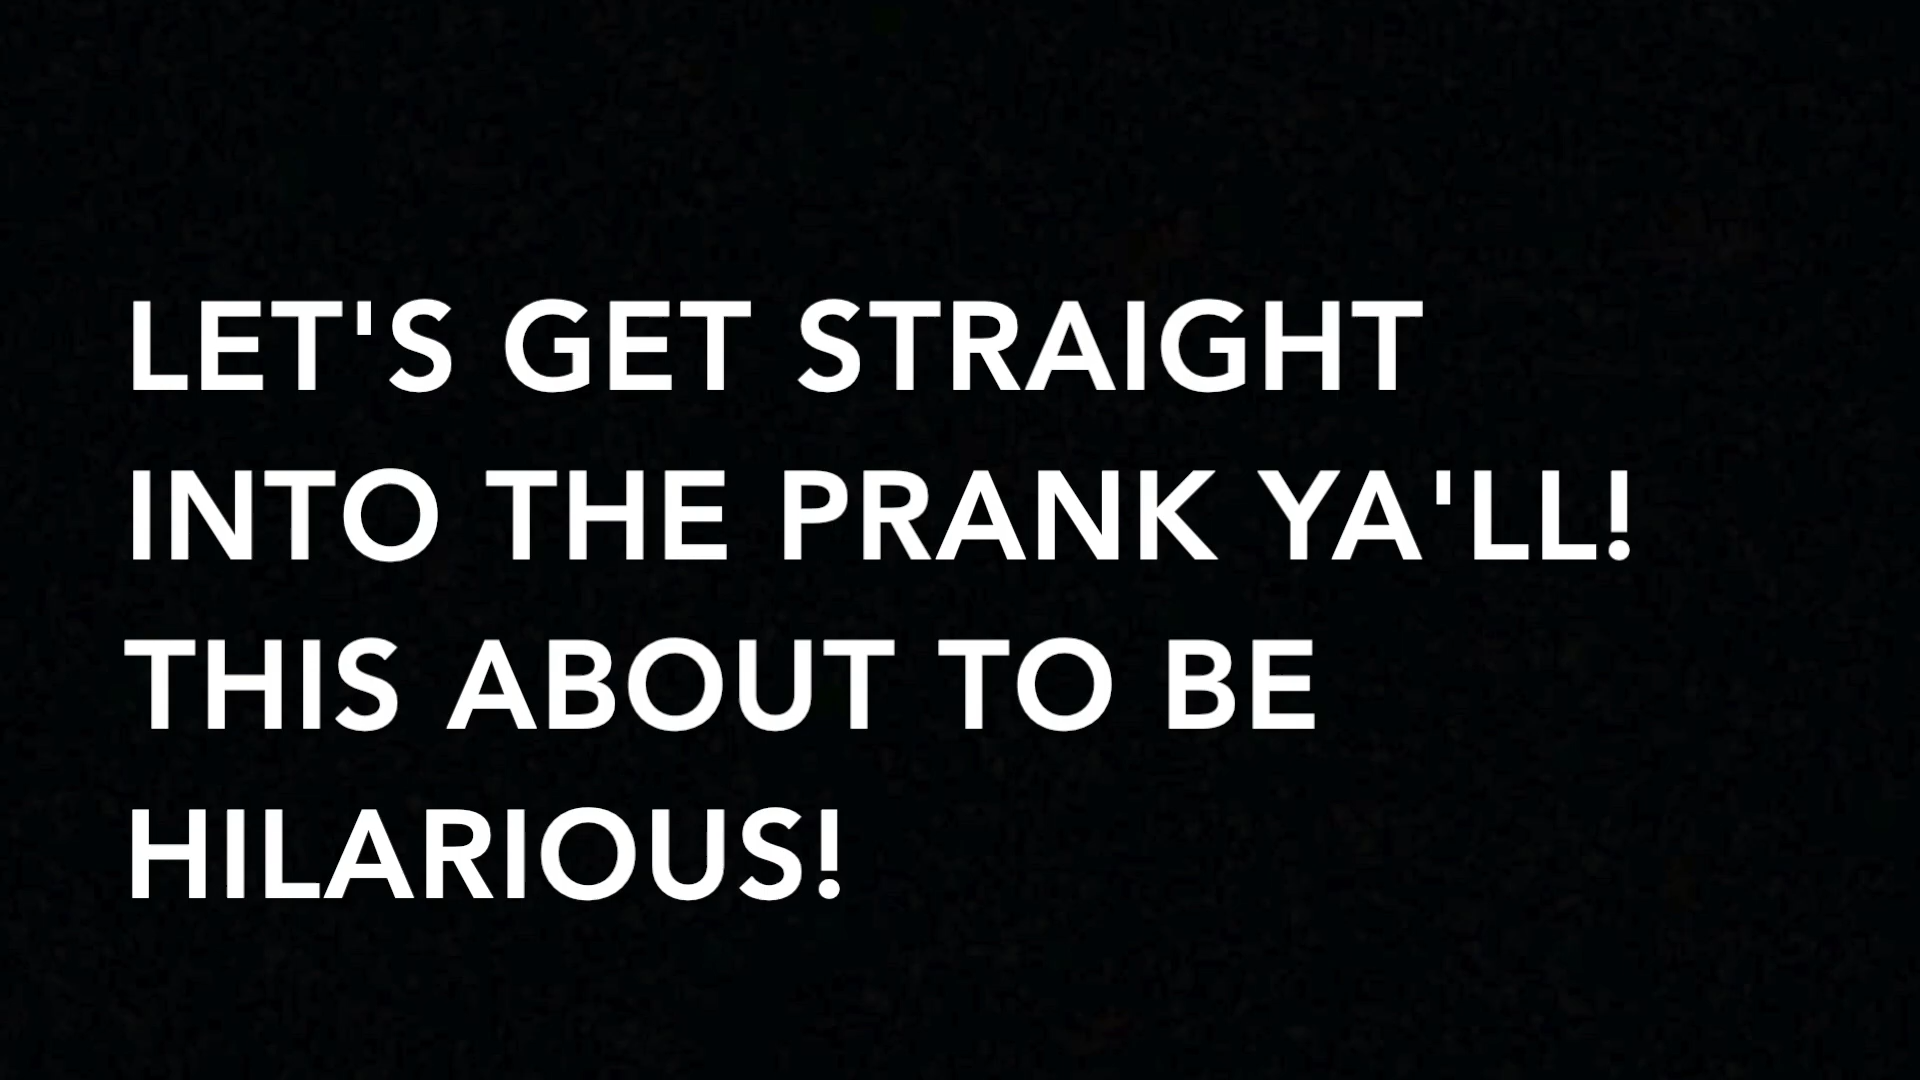 LET'S GET STRAIGHT
INTO THE PRANK YA'LL!
THIS ABOUT TO BE
HILARIOUS!